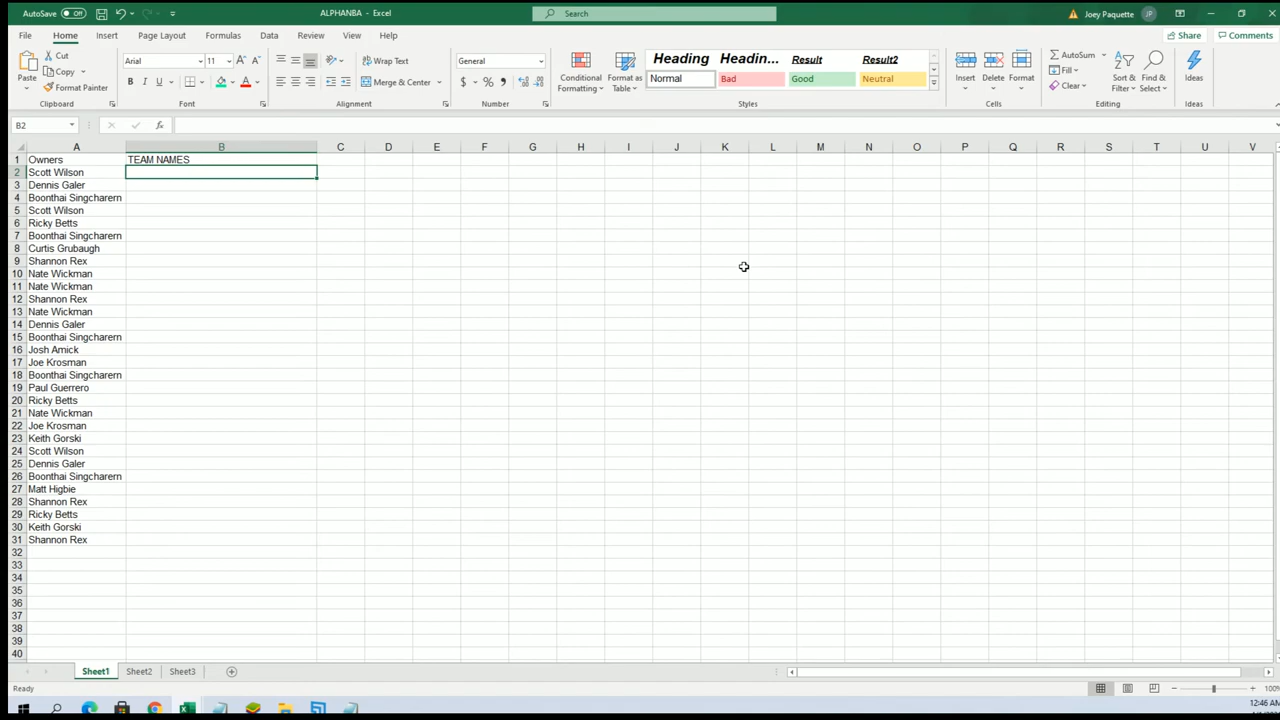 AutoSave Off ALPHANBA - Excel Search Joey Paquette JP
File Home Insert Page Layout Formulas Data Review View Help Share Comments
Paste Cut Copy Format Painter Clipboard
Arial 11 B I U A A Font
Wrap Text Merge & Center Alignment
General $ % , Number
Conditional Formatting Format as Table
Heading Headin... Result Result2
Normal Bad Good Neutral
Styles
Insert Delete Format Cells
AutoSum Fill Clear Sort & Filter Find & Select Editing
Ideas Ideas
B2 fx
A B C D E F G H I J K L M N O P Q R S T U V
1 Owners TEAM NAMES
2 Scott Wilson
3 Dennis Galer
4 Boonthai Singcharern
5 Scott Wilson
6 Ricky Betts
7 Boonthai Singcharern
8 Curtis Grubaugh
9 Shannon Rex
10 Nate Wickman
11 Nate Wickman
12 Shannon Rex
13 Nate Wickman
14 Dennis Galer
15 Boonthai Singcharern
16 Josh Amick
17 Joe Krosman
18 Boonthai Singcharern
19 Paul Guerrero
20 Ricky Betts
21 Nate Wickman
22 Joe Krosman
23 Keith Gorski
24 Scott Wilson
25 Dennis Galer
26 Boonthai Singcharern
27 Matt Higbie
28 Shannon Rex
29 Ricky Betts
30 Keith Gorski
31 Shannon Rex
32
33
34
35
36
37
38
39
40
Sheet1 Sheet2 Sheet3
Ready 100%
12:46 AM